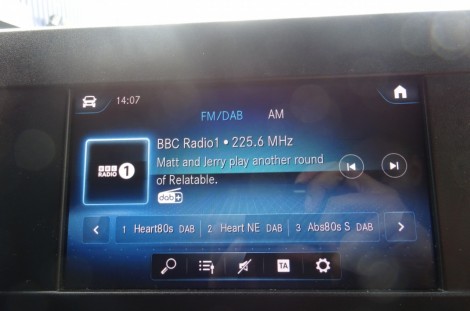 14:07
FM/DAB AM
BBC Radio1 • 225.6 MHz
Matt and Jerry play another round
of Relatable.
BBC
RADIO 1
dab+
1 Heart80s DAB 2 Heart NE DAB 3 Abs80s S DAB
TA